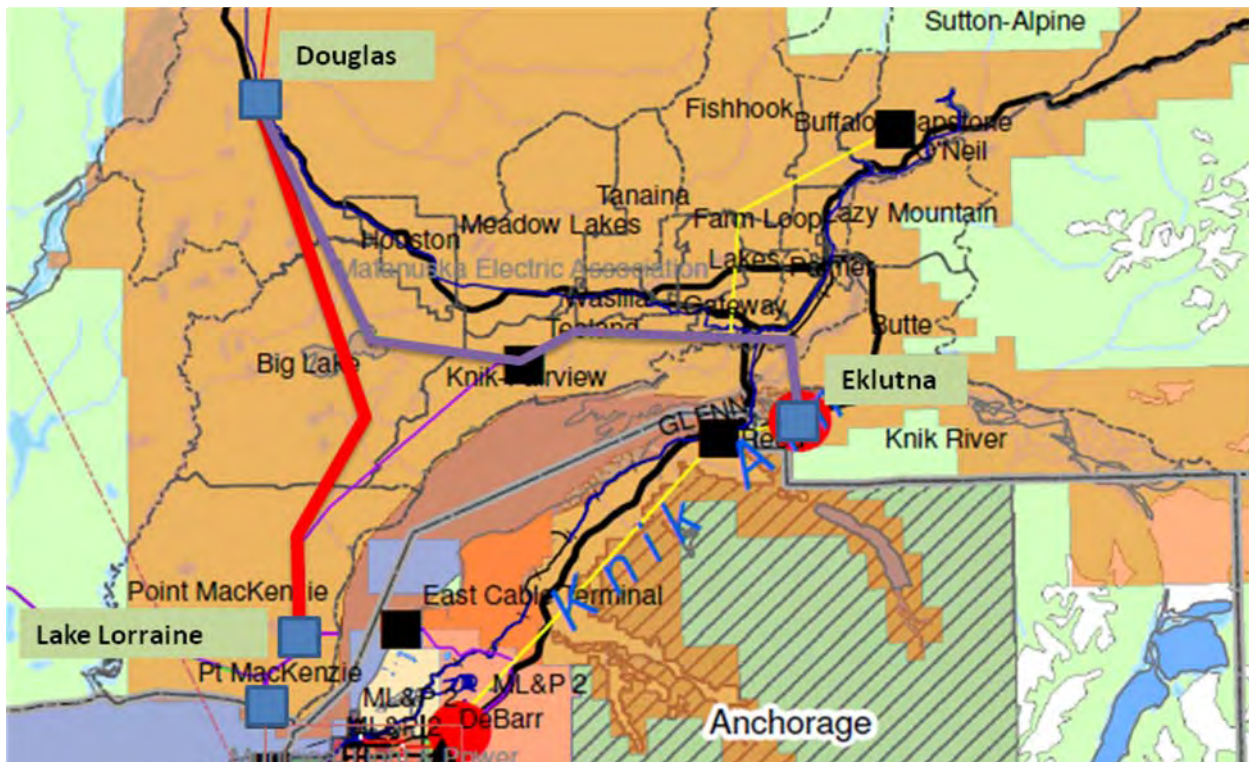 Sutton-Alpine
Douglas
Fishhook
Buffalo
O'Neil
Tanaina
Meadow Lakes
Farm Loop
Lazy Mountain
Houston
Matanuska Electric Association
Lakes
Palmer
Wasilla
Gateway
Butte
Big Lake
Eklutna
GLENN
Knik River
Knik A
Point MacKenzie
East Cable Terminal
Lake Lorraine
Pt MacKenzie
ML&P 2
ML&P 2
DeBarr
Anchorage